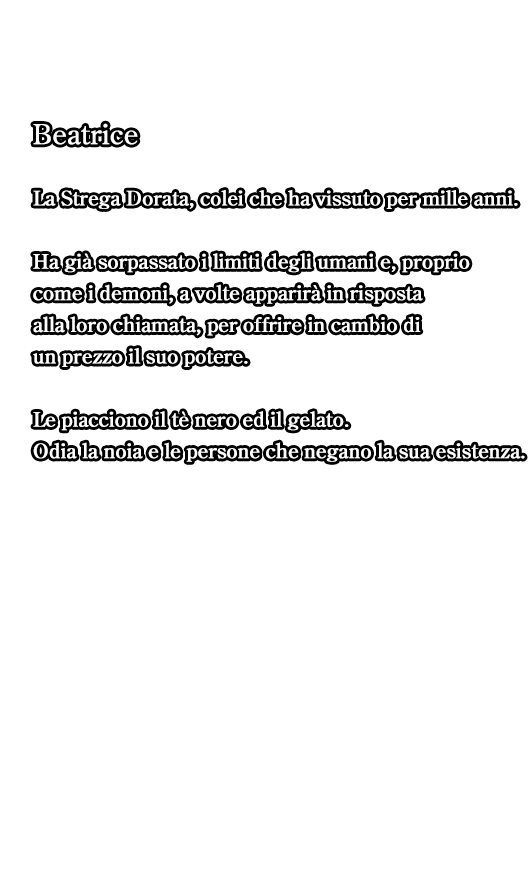 Beatrice
La Strega Dorata, colei che ha vissuto per mille anni.
Ha già sorpassato i limiti degli umani e, proprio
come i demoni, a volte apparirà in risposta
alla loro chiamata, per offrire in cambio di
un prezzo il suo potere.
Le piacciono il tè nero ed il gelato.
Odia la noia e le persone che negano la sua esistenza.